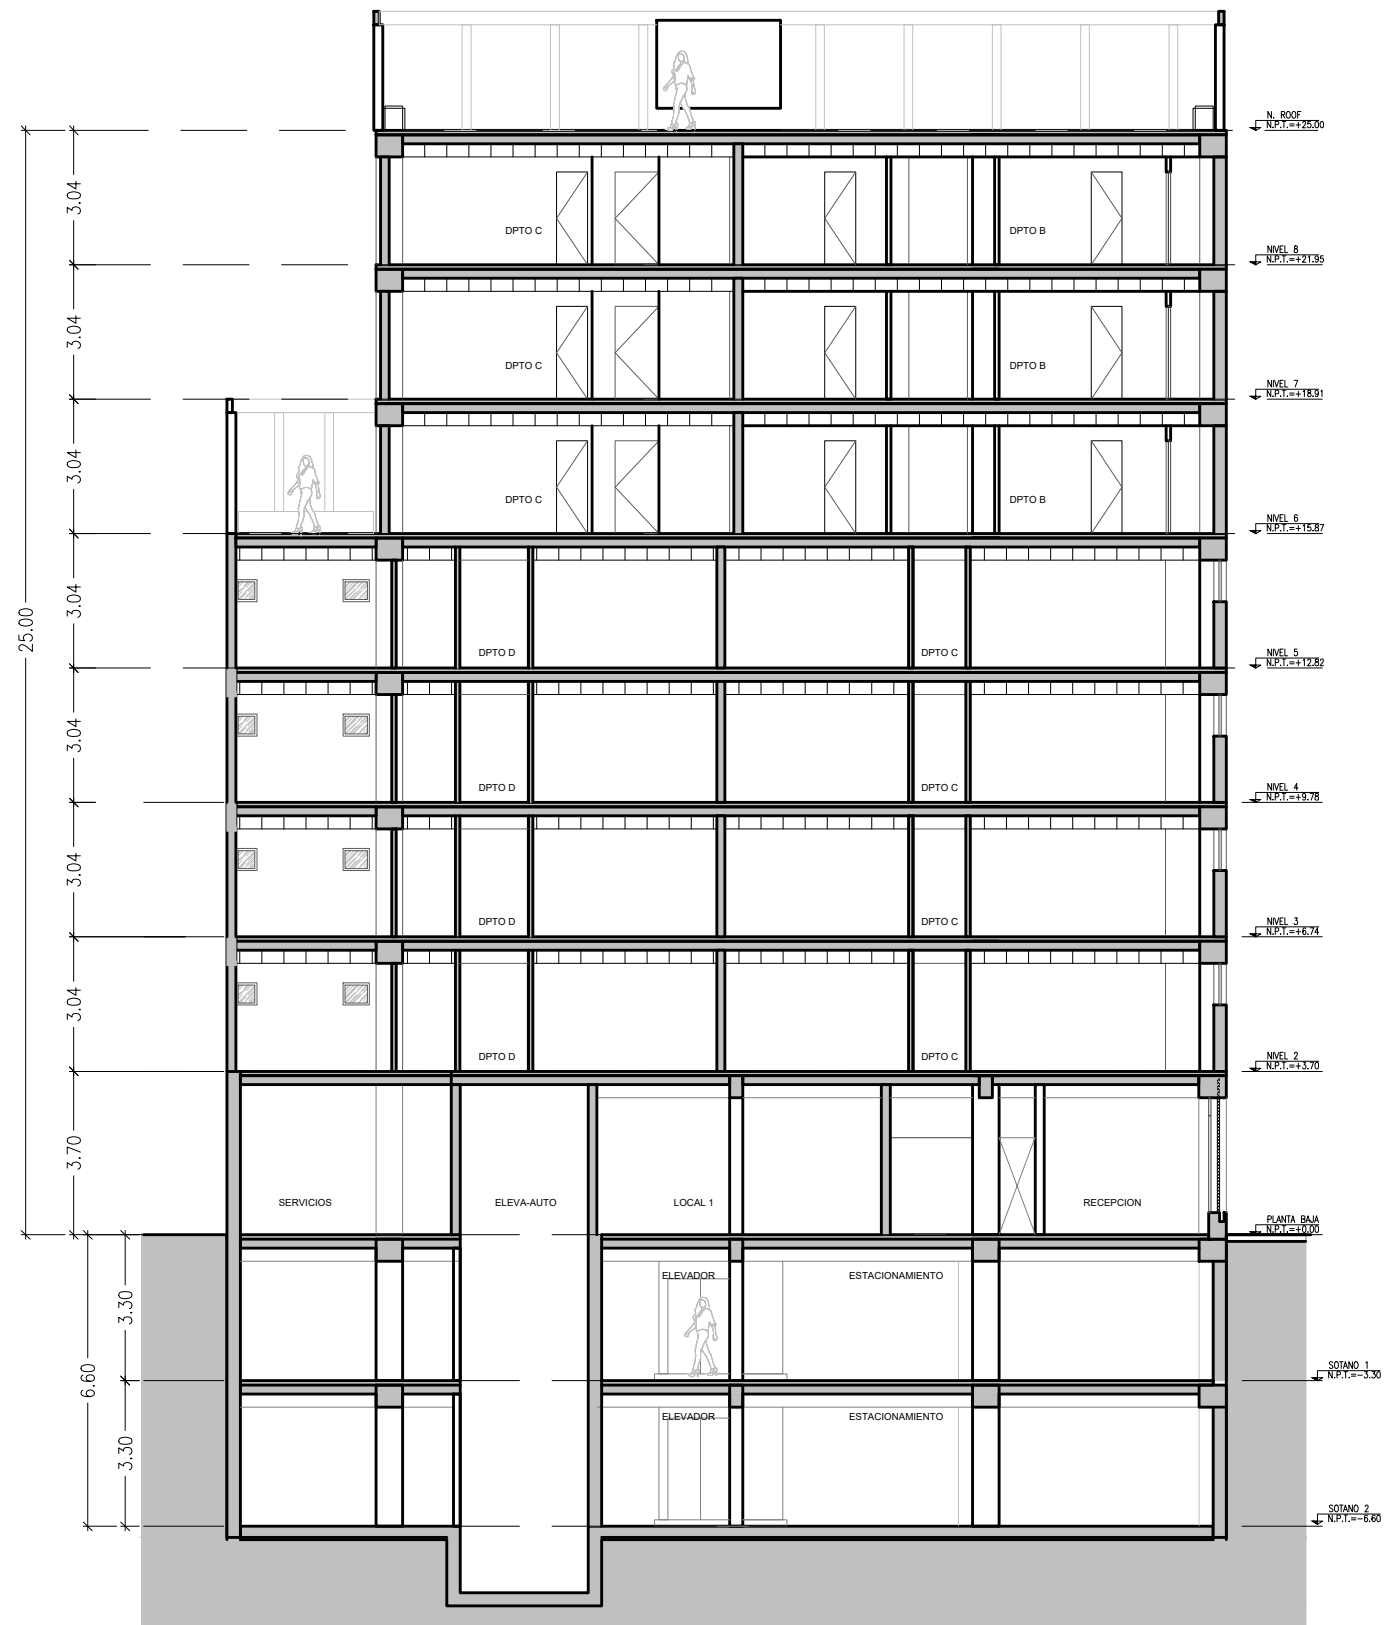 N. ROOF
N.P.T.=+25.00
3.04
DPTO C
DPTO B
NIVEL 8
N.P.T.=+21.95
3.04
DPTO C
DPTO B
NIVEL 7
N.P.T.=+18.91
3.04
DPTO C
DPTO B
NIVEL 6
N.P.T.=+15.87
25.00
3.04
DPTO D
DPTO C
NIVEL 5
N.P.T.=+12.82
3.04
DPTO D
DPTO C
NIVEL 4
N.P.T.=+9.78
3.04
DPTO D
DPTO C
NIVEL 3
N.P.T.=+6.74
3.04
DPTO D
DPTO C
NIVEL 2
N.P.T.=+3.70
3.70
SERVICIOS
ELEVA-AUTO
LOCAL 1
RECEPCION
PLANTA BAJA
N.P.T.=+0.00
ELEVADOR
ESTACIONAMIENTO
3.30
SOTANO 1
N.P.T.=-3.30
6.60
ELEVADOR
ESTACIONAMIENTO
3.30
SOTANO 2
N.P.T.=-6.60